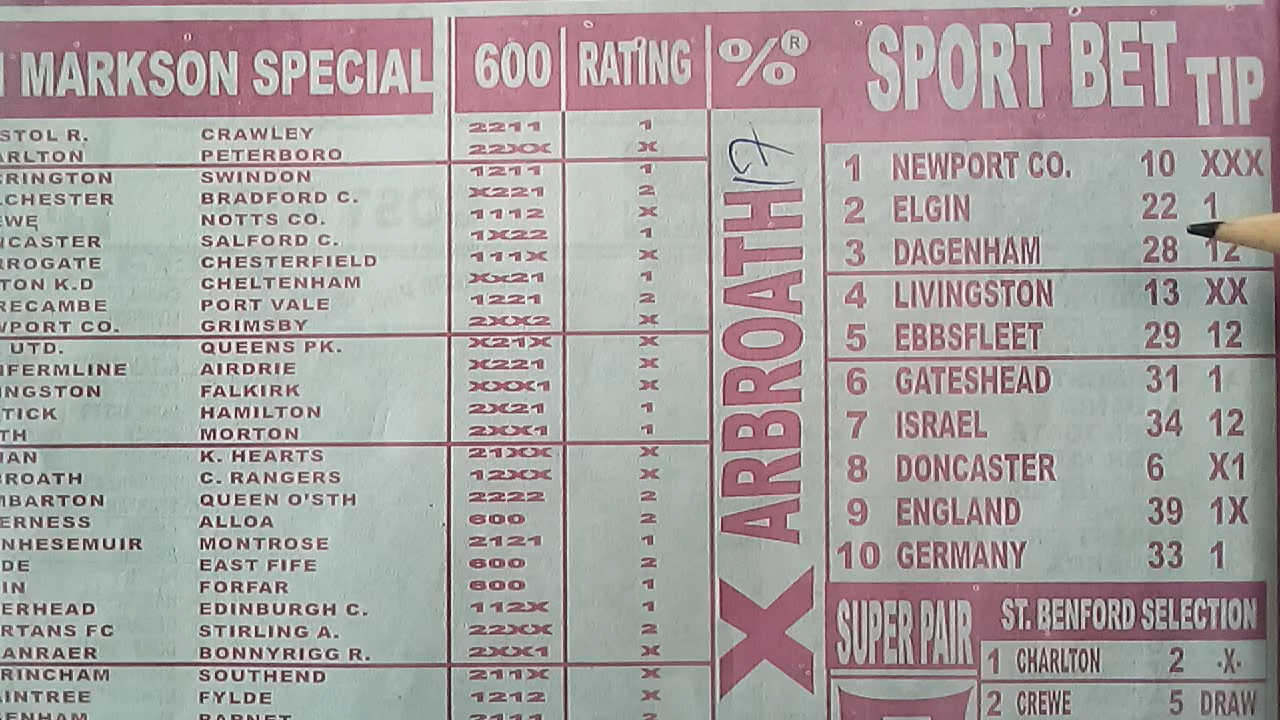 MARKSON SPECIAL 600 RATING %® SPORT BET TIP
STOL R. CRAWLEY 2211 1
ARLTON PETERBORO 22XX X
RRINGTON SWINDON 1211 1
LCHESTER BRADFORD C. X221 2
EWE NOTTS CO. 1112 X
NCASTER SALFORD C. 1X22 1
RROGATE CHESTERFIELD 111X X
TON K.D CHELTENHAM Xx21 1
RECAMBE PORT VALE 1221 2
WPORT CO. GRIMSBY 2XX2 X
UTD. QUEENS PK. X21X X
NFERMLINE AIRDRIE X221 X
INGSTON FALKIRK XXX1 X
TICK HAMILTON 2X21 1
TH MORTON 2XX1 1
IAN K. HEARTS 21XX X
BROATH C. RANGERS 12XX X
MBARTON QUEEN O'STH 2222 2
ERNESS ALLOA 600 2
NHESEMUIR MONTROSE 2121 1
DE EAST FIFE 600 2
IN FORFAR 600 1
ERHEAD EDINBURGH C. 112X 1
RTANS FC STIRLING A. 22XX 2
ANRAER BONNYRIGG R. 2XX1 X
RINCHAM SOUTHEND 211X X
INTREE FYLDE 1212 X
ENHAM BARNET 2111 2
X ARBROATH 17
1 NEWPORT CO. 10 XXX
2 ELGIN 22 1
3 DAGENHAM 28 12
4 LIVINGSTON 13 XX
5 EBBSFLEET 29 12
6 GATESHEAD 31 1
7 ISRAEL 34 12
8 DONCASTER 6 X1
9 ENGLAND 39 1X
10 GERMANY 33 1
SUPER PAIR
ST. BENFORD SELECTION
1 CHARLTON 2 -X-
2 CREWE 5 DRAW